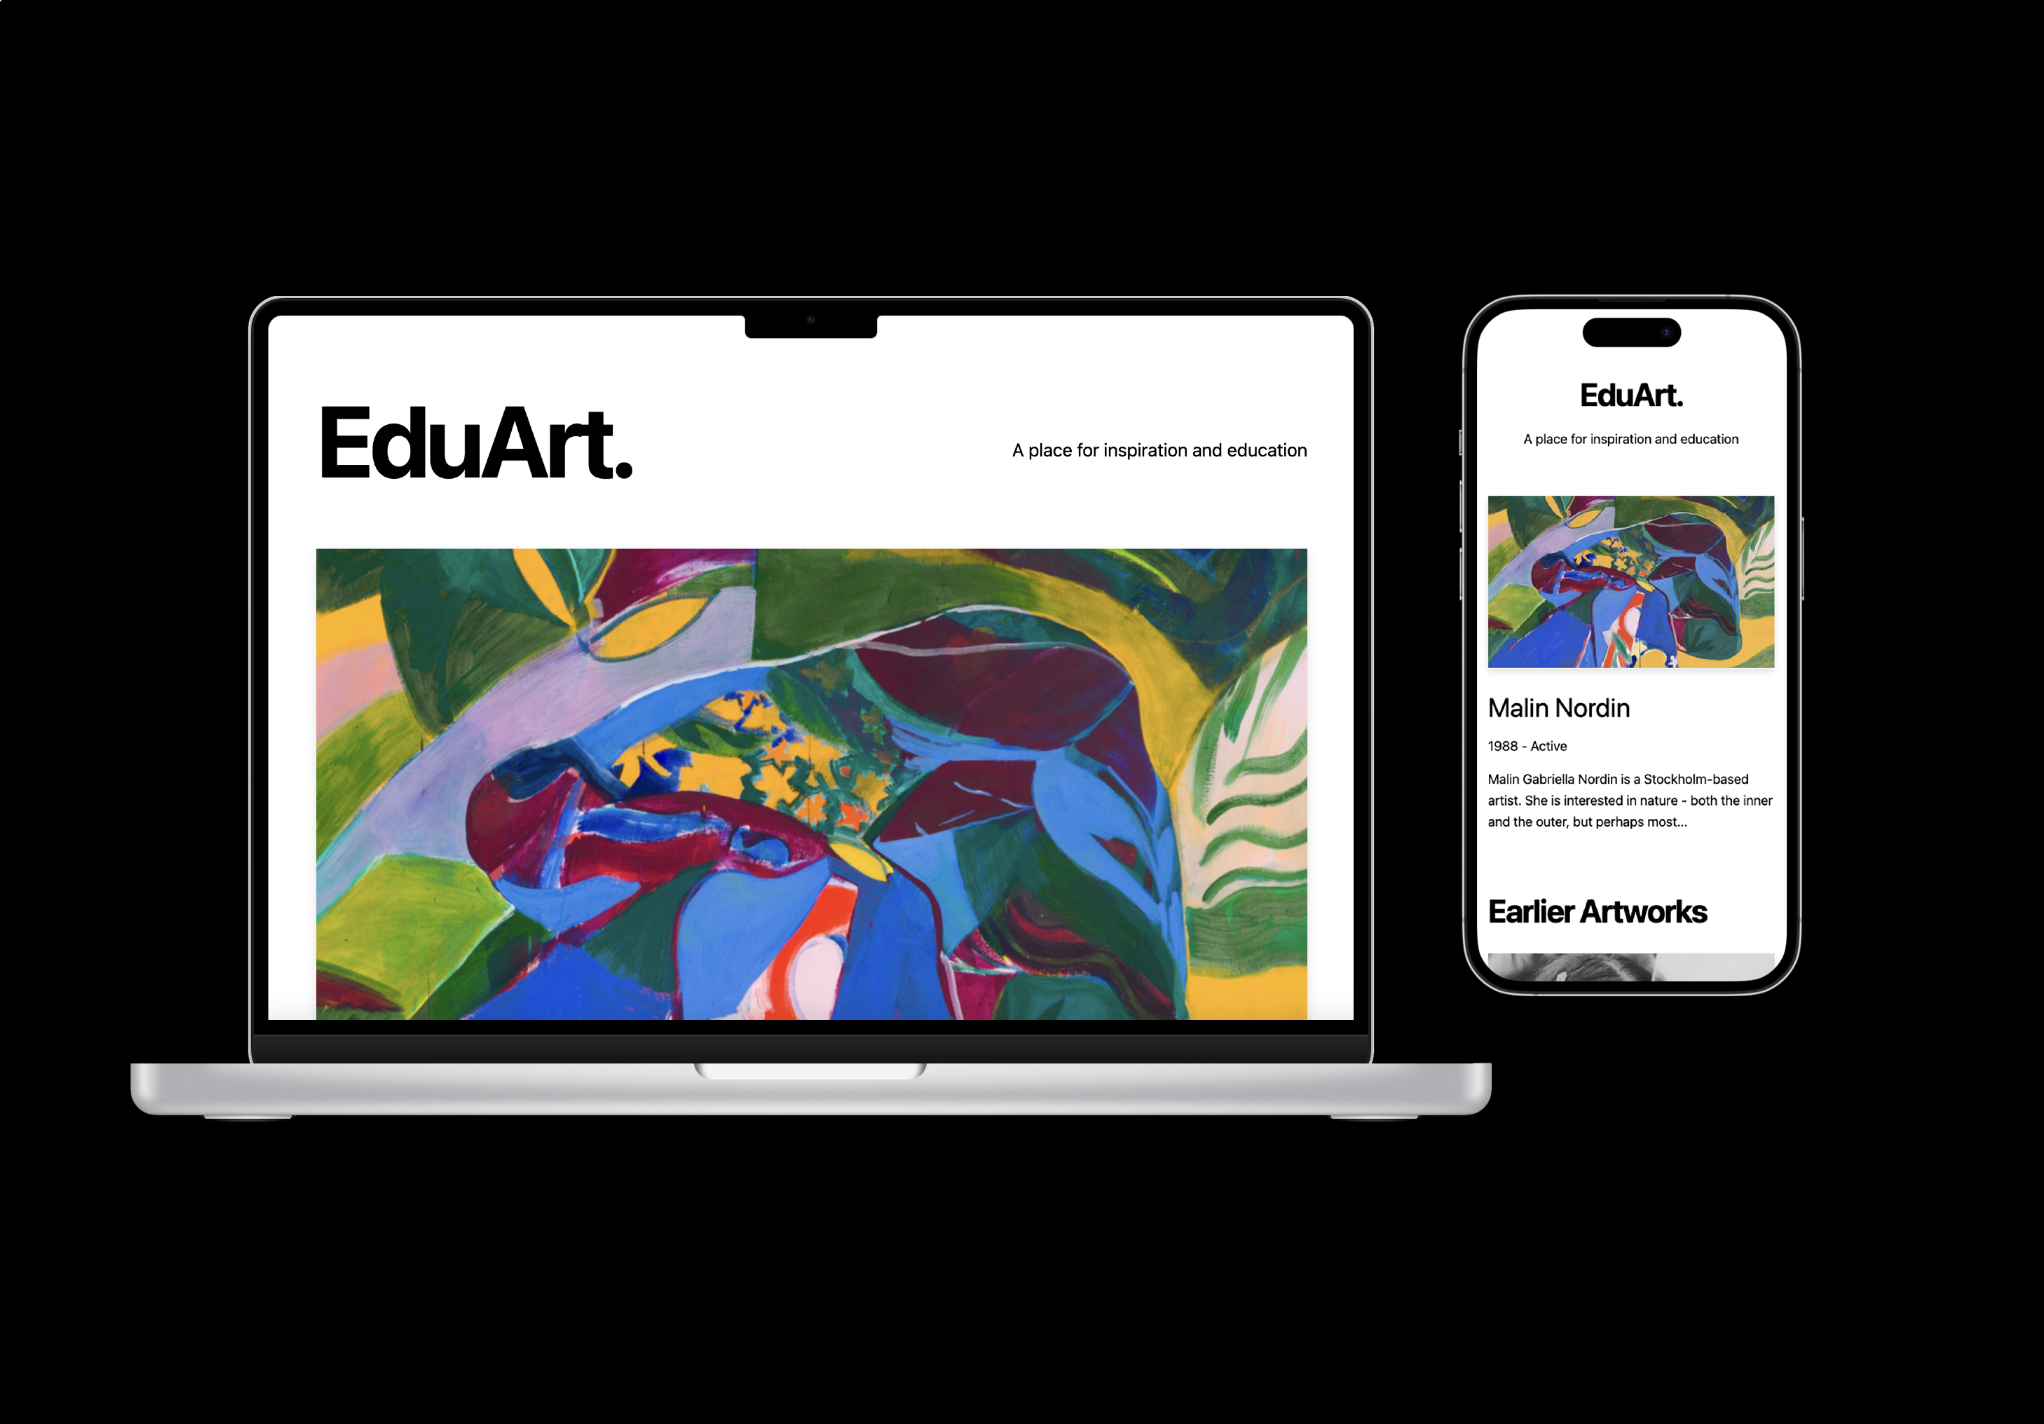 EduArt.
A place for inspiration and education
EduArt.
A place for inspiration and education
Malin Nordin
1988 - Active
Malin Gabriella Nordin is a Stockholm-based
artist. She is interested in nature - both the inner
and the outer, but perhaps most...
Earlier Artworks